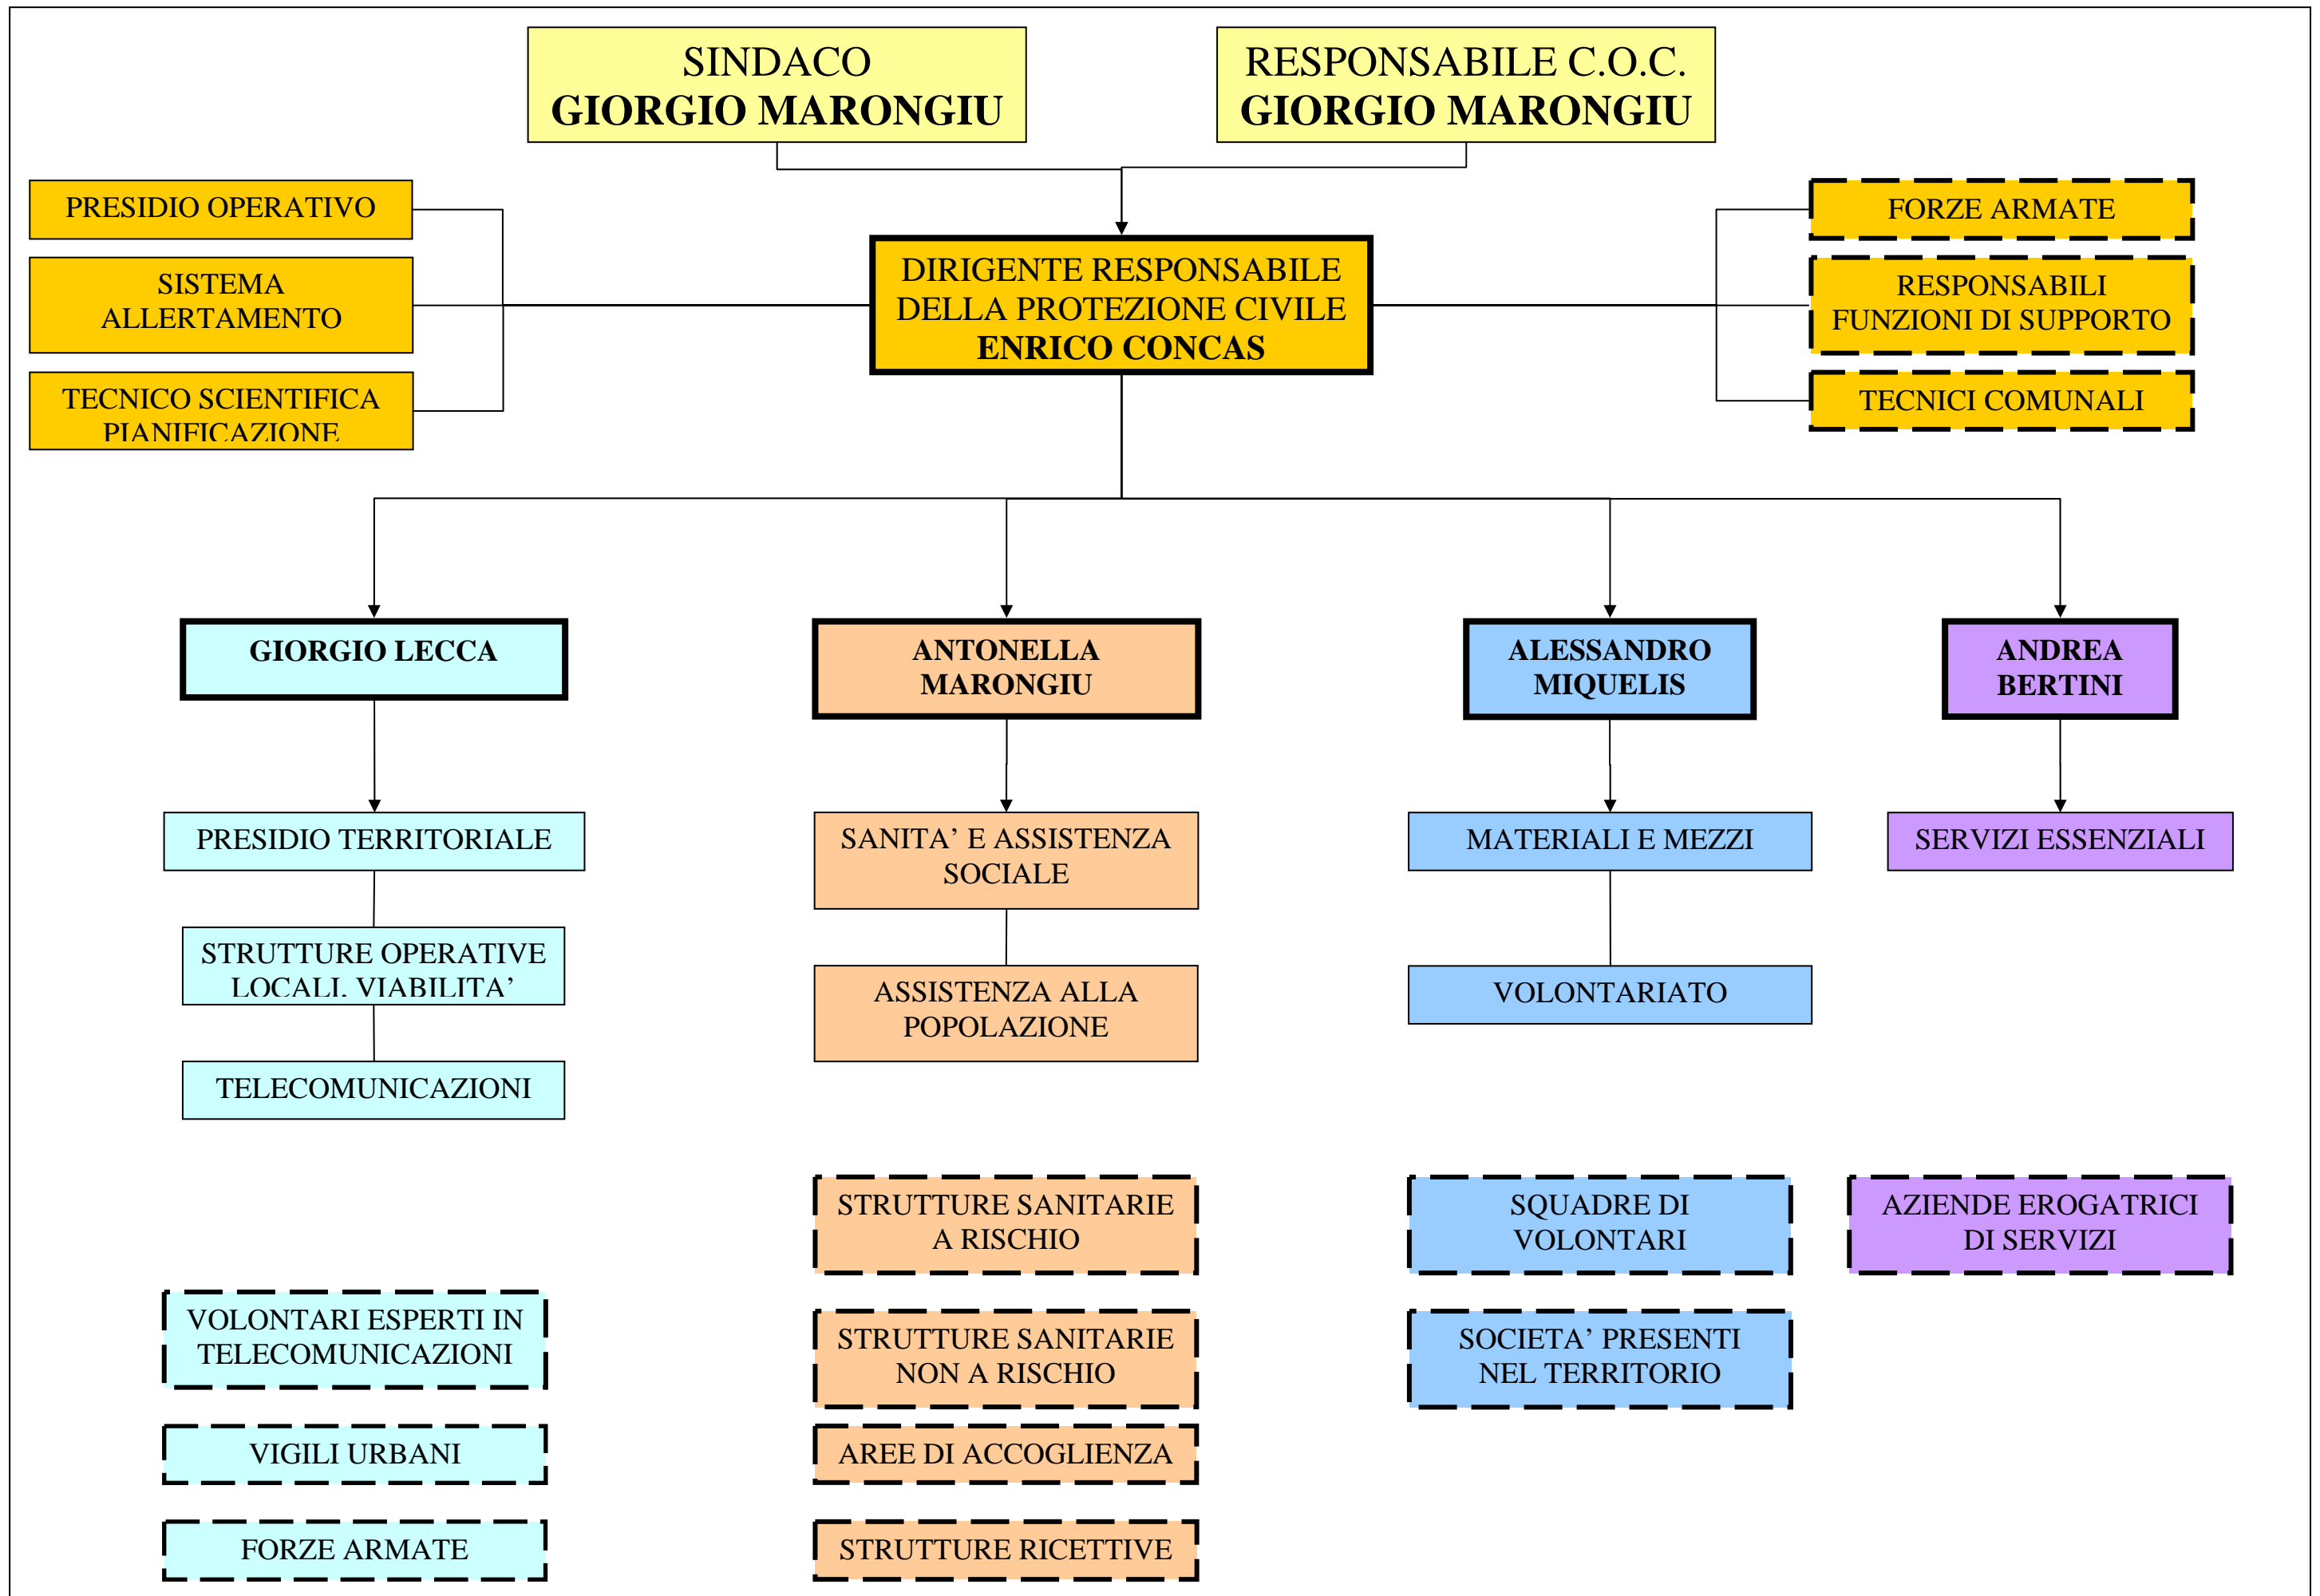 SINDACO
GIORGIO MARONGIU
RESPONSABILE C.O.C.
GIORGIO MARONGIU
PRESIDIO OPERATIVO
SISTEMA
ALLERTAMENTO
TECNICO SCIENTIFICA
PIANIFICAZIONE
DIRIGENTE RESPONSABILE
DELLA PROTEZIONE CIVILE
ENRICO CONCAS
FORZE ARMATE
RESPONSABILI
FUNZIONI DI SUPPORTO
TECNICI COMUNALI
GIORGIO LECCA
ANTONELLA
MARONGIU
ALESSANDRO
MIQUELIS
ANDREA
BERTINI
PRESIDIO TERRITORIALE
STRUTTURE OPERATIVE
LOCALI, VIABILITA’
TELECOMUNICAZIONI
SANITA’ E ASSISTENZA
SOCIALE
ASSISTENZA ALLA
POPOLAZIONE
MATERIALI E MEZZI
VOLONTARIATO
SERVIZI ESSENZIALI
VOLONTARI ESPERTI IN
TELECOMUNICAZIONI
VIGILI URBANI
FORZE ARMATE
STRUTTURE SANITARIE
A RISCHIO
STRUTTURE SANITARIE
NON A RISCHIO
AREE DI ACCOGLIENZA
STRUTTURE RICETTIVE
SQUADRE DI
VOLONTARI
SOCIETA’ PRESENTI
NEL TERRITORIO
AZIENDE EROGATRICI
DI SERVIZI